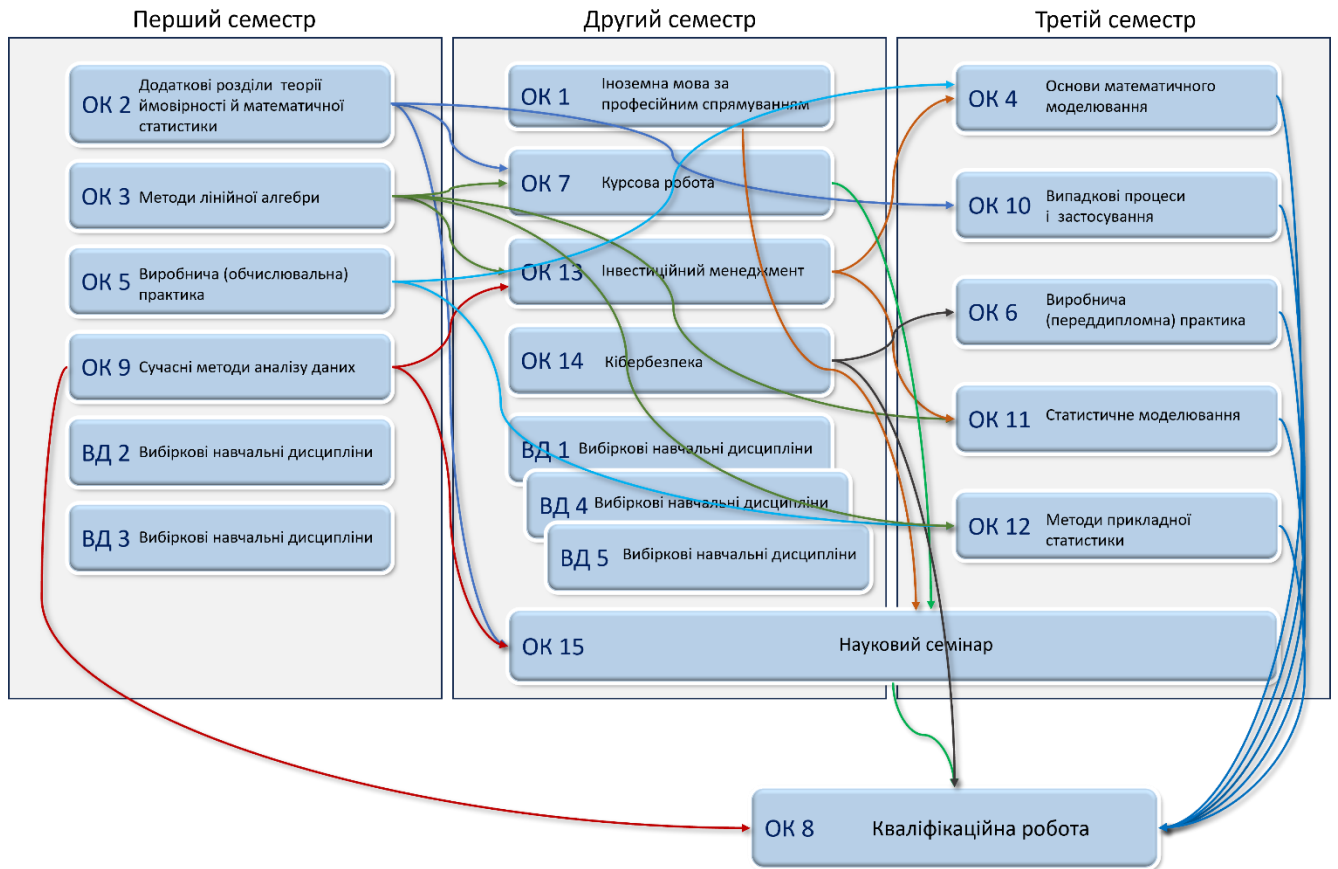 Перший семестр
Другий семестр
Третій семестр
ОК 2
Додаткові розділи теорії
ймовірності й математичної
статистики
ОК 3
Методи лінійної алгебри
ОК 5
Виробнича (обчислювальна)
практика
ОК 9
Сучасні методи аналізу даних
ВД 2
Вибіркові навчальні дисципліни
ВД 3
Вибіркові навчальні дисципліни
ОК 1
Іноземна мова за
професійним спрямуванням
ОК 7
Курсова робота
ОК 13
Інвестиційний менеджмент
ОК 14
Кібербезпека
ВД 1
Вибіркові навчальні дисципліни
ВД 4
Вибіркові навчальні дисципліни
ВД 5
Вибіркові навчальні дисципліни
ОК 4
Основи математичного
моделювання
ОК 10
Випадкові процеси
і застосування
ОК 6
Виробнича
(переддипломна) практика
ОК 11
Статистичне моделювання
ОК 12
Методи прикладної
статистики
ОК 15
Науковий семінар
ОК 8
Кваліфікаційна робота